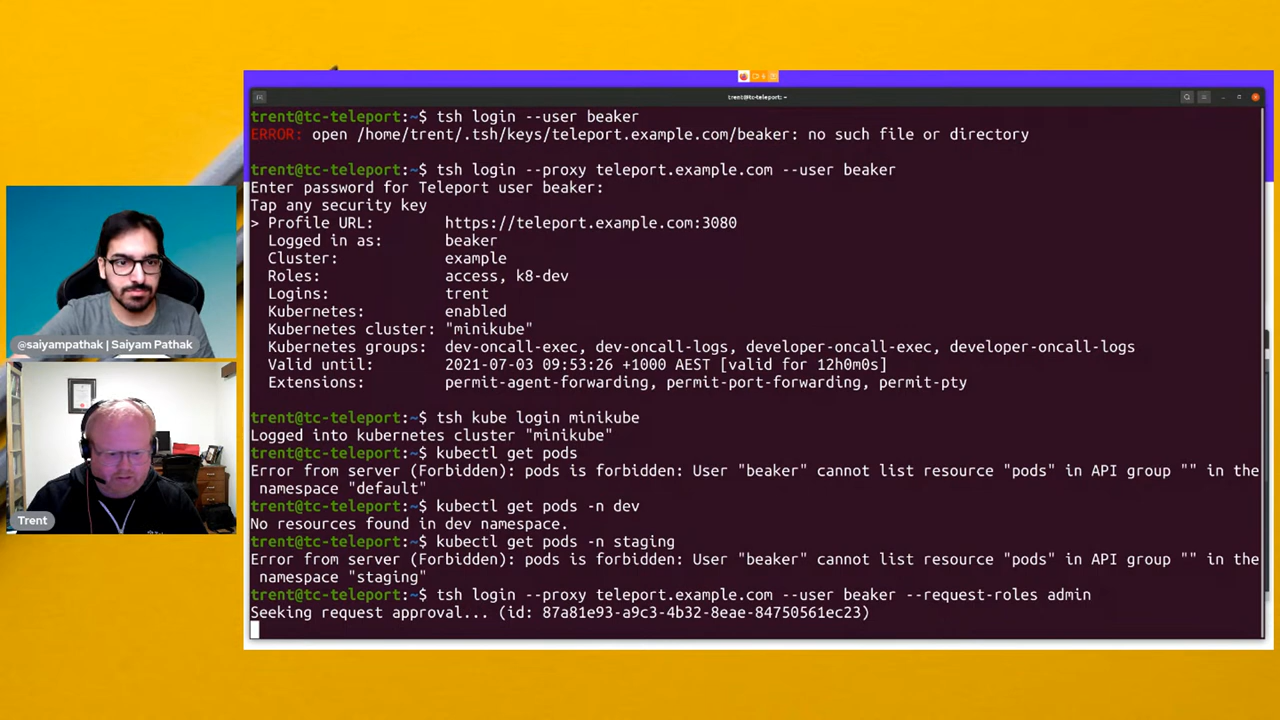 trent@tc-teleport: ~
trent@tc-teleport:~$ tsh login --user beaker
ERROR: open /home/trent/.tsh/keys/teleport.example.com/beaker: no such file or directory
trent@tc-teleport:~$ tsh login --proxy teleport.example.com --user beaker
Enter password for Teleport user beaker:
Tap any security key
> Profile URL: https://teleport.example.com:3080
Logged in as: beaker
Cluster: example
Roles: access, k8-dev
Logins: trent
Kubernetes: enabled
Kubernetes cluster: "minikube"
Kubernetes groups: dev-oncall-exec, dev-oncall-logs, developer-oncall-exec, developer-oncall-logs
Valid until: 2021-07-03 09:53:26 +1000 AEST [valid for 12h0m0s]
Extensions: permit-agent-forwarding, permit-port-forwarding, permit-pty
trent@tc-teleport:~$ tsh kube login minikube
Logged into kubernetes cluster "minikube"
trent@tc-teleport:~$ kubectl get pods
Error from server (Forbidden): pods is forbidden: User "beaker" cannot list resource "pods" in API group "" in the
namespace "default"
trent@tc-teleport:~$ kubectl get pods -n dev
No resources found in dev namespace.
trent@tc-teleport:~$ kubectl get pods -n staging
Error from server (Forbidden): pods is forbidden: User "beaker" cannot list resource "pods" in API group "" in the
namespace "staging"
trent@tc-teleport:~$ tsh login --proxy teleport.example.com --user beaker --request-roles admin
Seeking request approval... (id: 87a81e93-a9c3-4b32-8eae-84750561ec23)
@saiyampathak | Saiyam Pathak
Trent